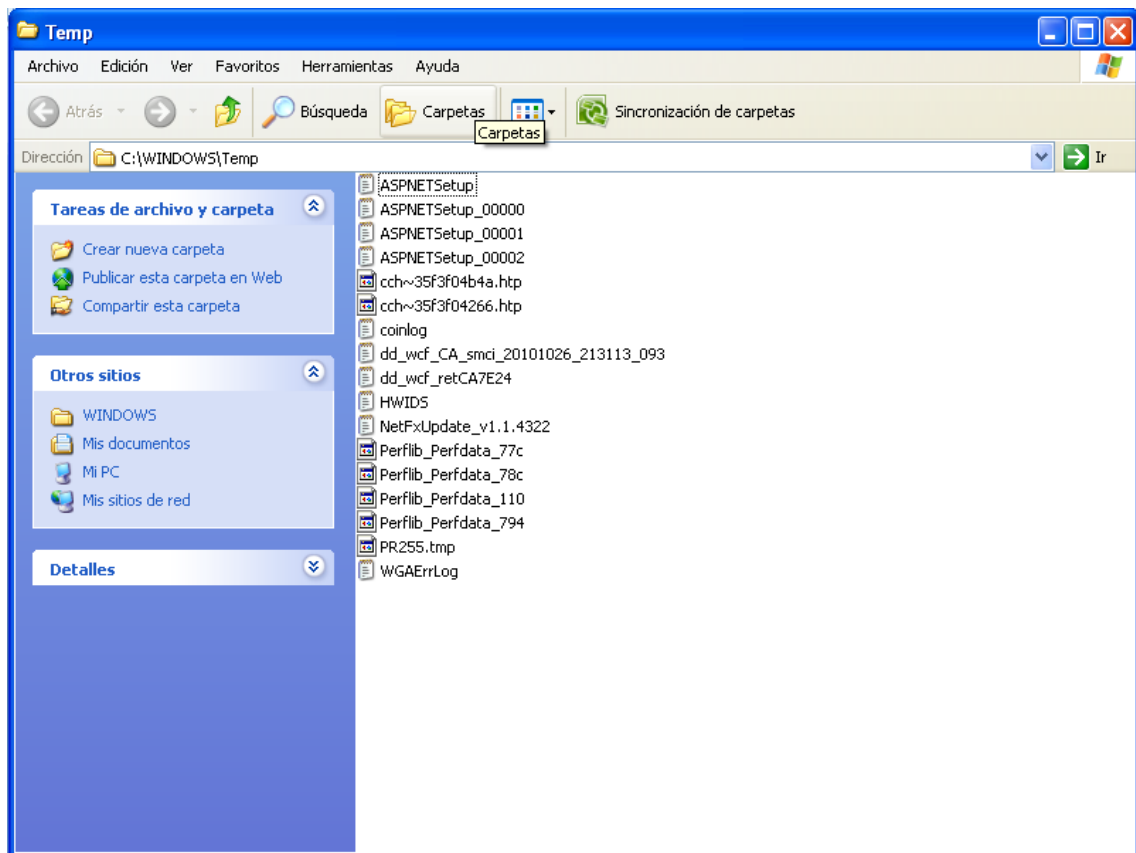 Temp
Archivo Edición Ver Favoritos Herramientas Ayuda
Atrás Búsqueda Carpetas Sincronización de carpetas
Carpetas
Dirección C:\WINDOWS\Temp Ir
Tareas de archivo y carpeta
Crear nueva carpeta
Publicar esta carpeta en Web
Compartir esta carpeta
Otros sitios
WINDOWS
Mis documentos
Mi PC
Mis sitios de red
Detalles
ASPNETSetup
ASPNETSetup_00000
ASPNETSetup_00001
ASPNETSetup_00002
cch~35f3f04b4a.htp
cch~35f3f04266.htp
coinlog
dd_wcf_CA_smci_20101026_213113_093
dd_wcf_retCA7E24
HWIDS
NetFxUpdate_v1.1.4322
Perflib_Perfdata_77c
Perflib_Perfdata_78c
Perflib_Perfdata_110
Perflib_Perfdata_794
PR255.tmp
WGAErrLog